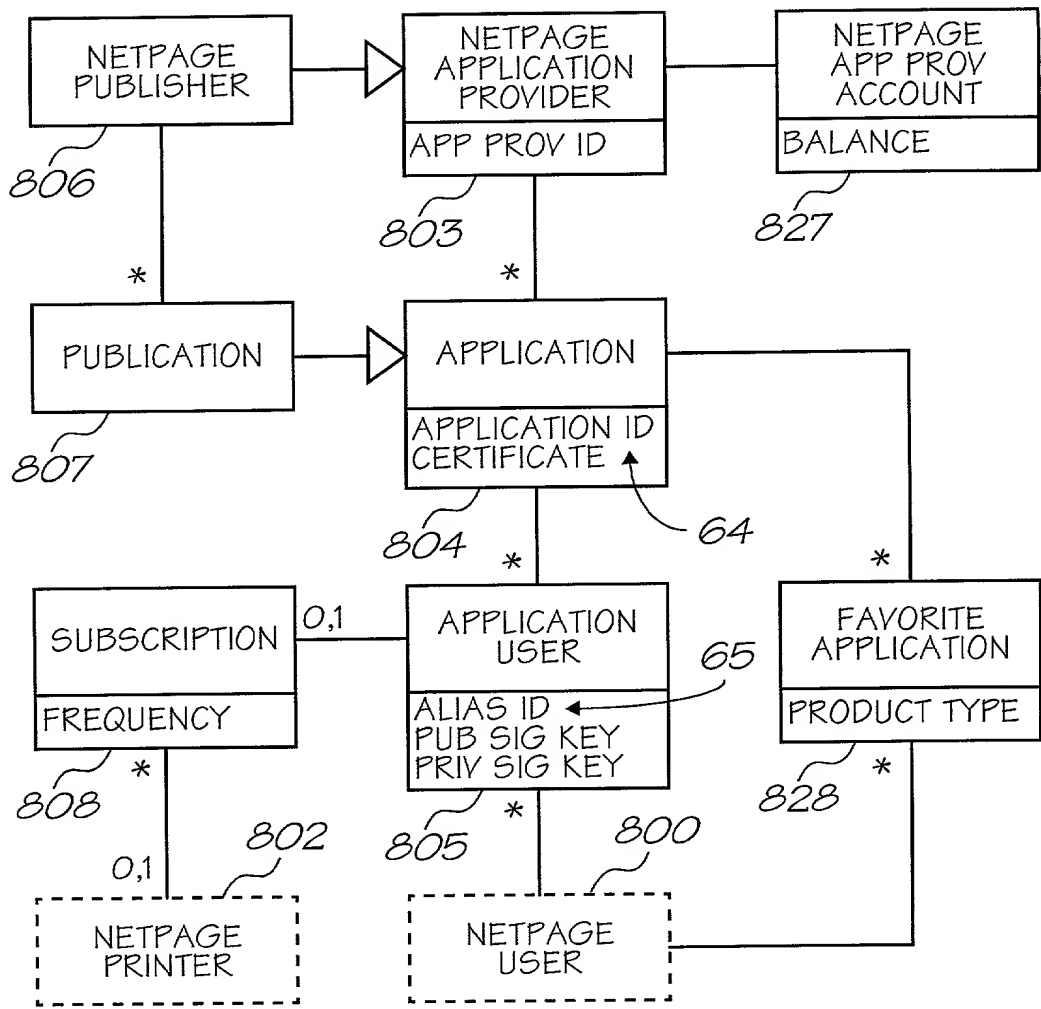 NETPAGE
PUBLISHER
806
NETPAGE
APPLICATION
PROVIDER
APP PROV ID
803
NETPAGE
APP PROV
ACCOUNT
BALANCE
827
*
*
PUBLICATION
807
APPLICATION
APPLICATION ID
CERTIFICATE
804
64
*
*
SUBSCRIPTION
FREQUENCY
808
0,1
APPLICATION
USER
ALIAS ID
PUB SIG KEY
PRIV SIG KEY
65
805
FAVORITE
APPLICATION
PRODUCT TYPE
828
*
*
*
802
800
0,1
NETPAGE
PRINTER
NETPAGE
USER